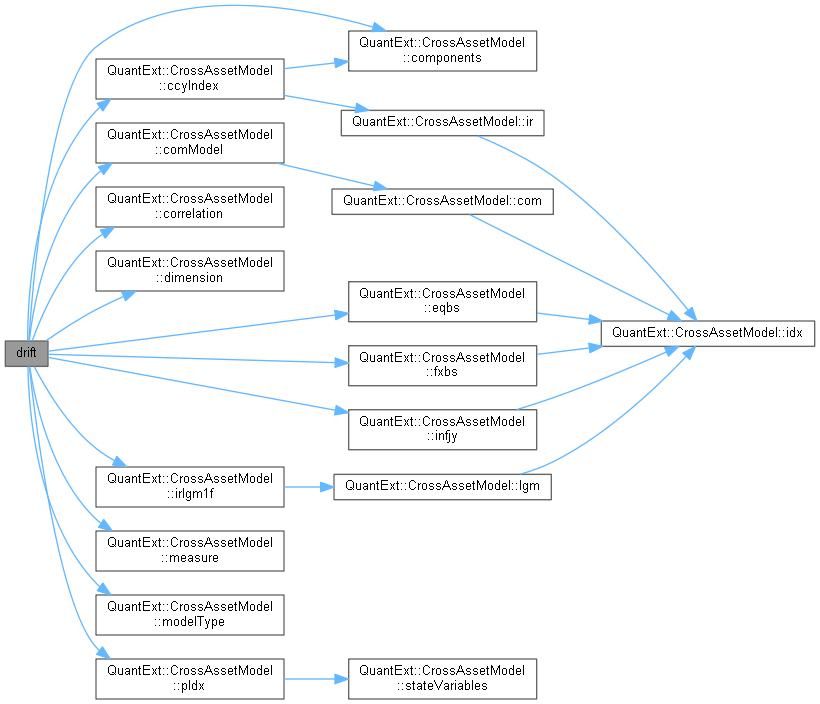 QuantExt::CrossAssetModel
::components
QuantExt::CrossAssetModel
::ccyIndex
QuantExt::CrossAssetModel::ir
QuantExt::CrossAssetModel
::comModel
QuantExt::CrossAssetModel::com
QuantExt::CrossAssetModel
::correlation
QuantExt::CrossAssetModel
::dimension
QuantExt::CrossAssetModel
::eqbs
QuantExt::CrossAssetModel::idx
drift
QuantExt::CrossAssetModel
::fxbs
QuantExt::CrossAssetModel
::infjy
QuantExt::CrossAssetModel
::irlgm1f
QuantExt::CrossAssetModel::lgm
QuantExt::CrossAssetModel
::measure
QuantExt::CrossAssetModel
::modelType
QuantExt::CrossAssetModel
::pIdx
QuantExt::CrossAssetModel
::stateVariables